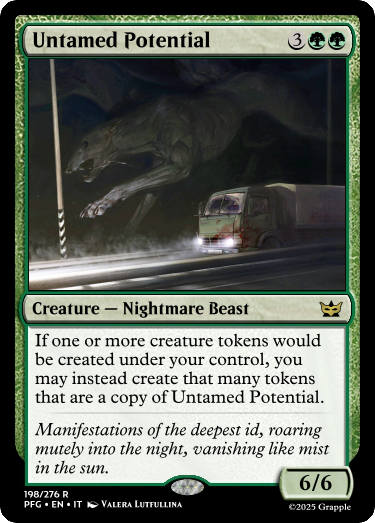 Untamed Potential 3
Creature — Nightmare Beast
If one or more creature tokens would
be created under your control, you
may instead create that many tokens
that are a copy of Untamed Potential.
Manifestations of the deepest id, roaring
mutely into the night, vanishing like mist
in the sun.
6/6
198/276 R
PFG • EN • IT Valera Lutfullina
©2025 Grapple